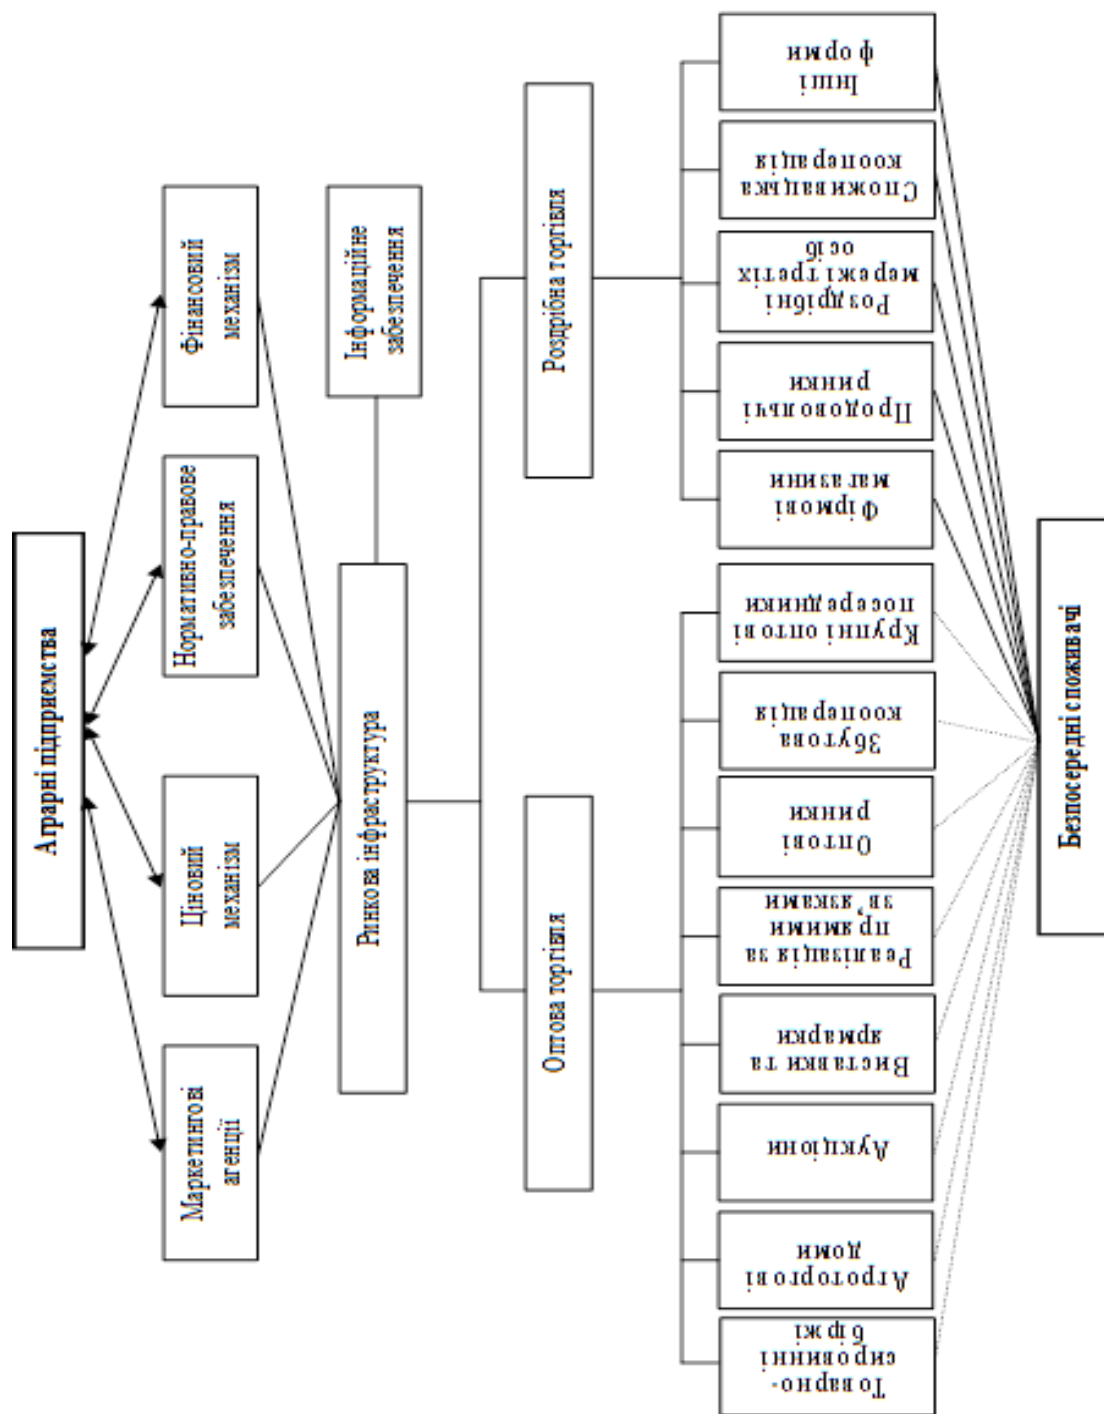 Аграрні підприємства
Маркетингові
агенції
Ціновий
механізм
Нормативно-правове
забезпечення
Фінансовий
механізм
Ринкова інфраструктура
Інформаційне
забезпечення
Оптова торгівля
Роздрібна торгівля
Товарно-
сировинні
біржі
Агроторгові
доми
Аукціони
Виставки та
ярмарки
Реалізація за
прямими
зв’язками
Оптові
ринки
Збутова
кооперація
Крупні оптові
посередники
Фірмові
магазини
Продовольчі
ринки
Роздрібні
мережі третіх
осіб
Споживацька
кооперація
Інші
форми
Безпосередні споживачі